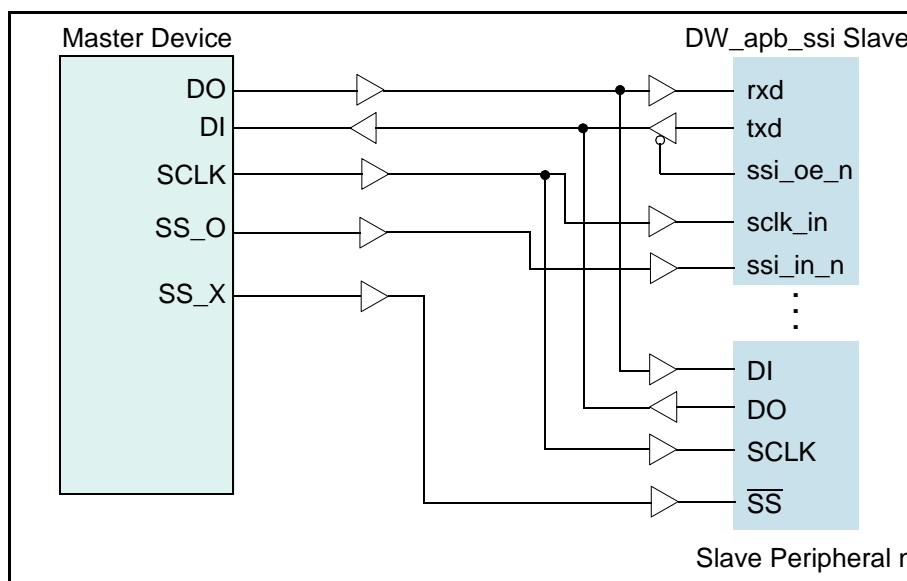 Master Device
DW_apb_ssi Slave
DO
DI
SCLK
SS_O
SS_X
rxd
txd
ssi_oe_n
sclk_in
ssi_in_n
DI
DO
SCLK
SS
Slave Peripheral n